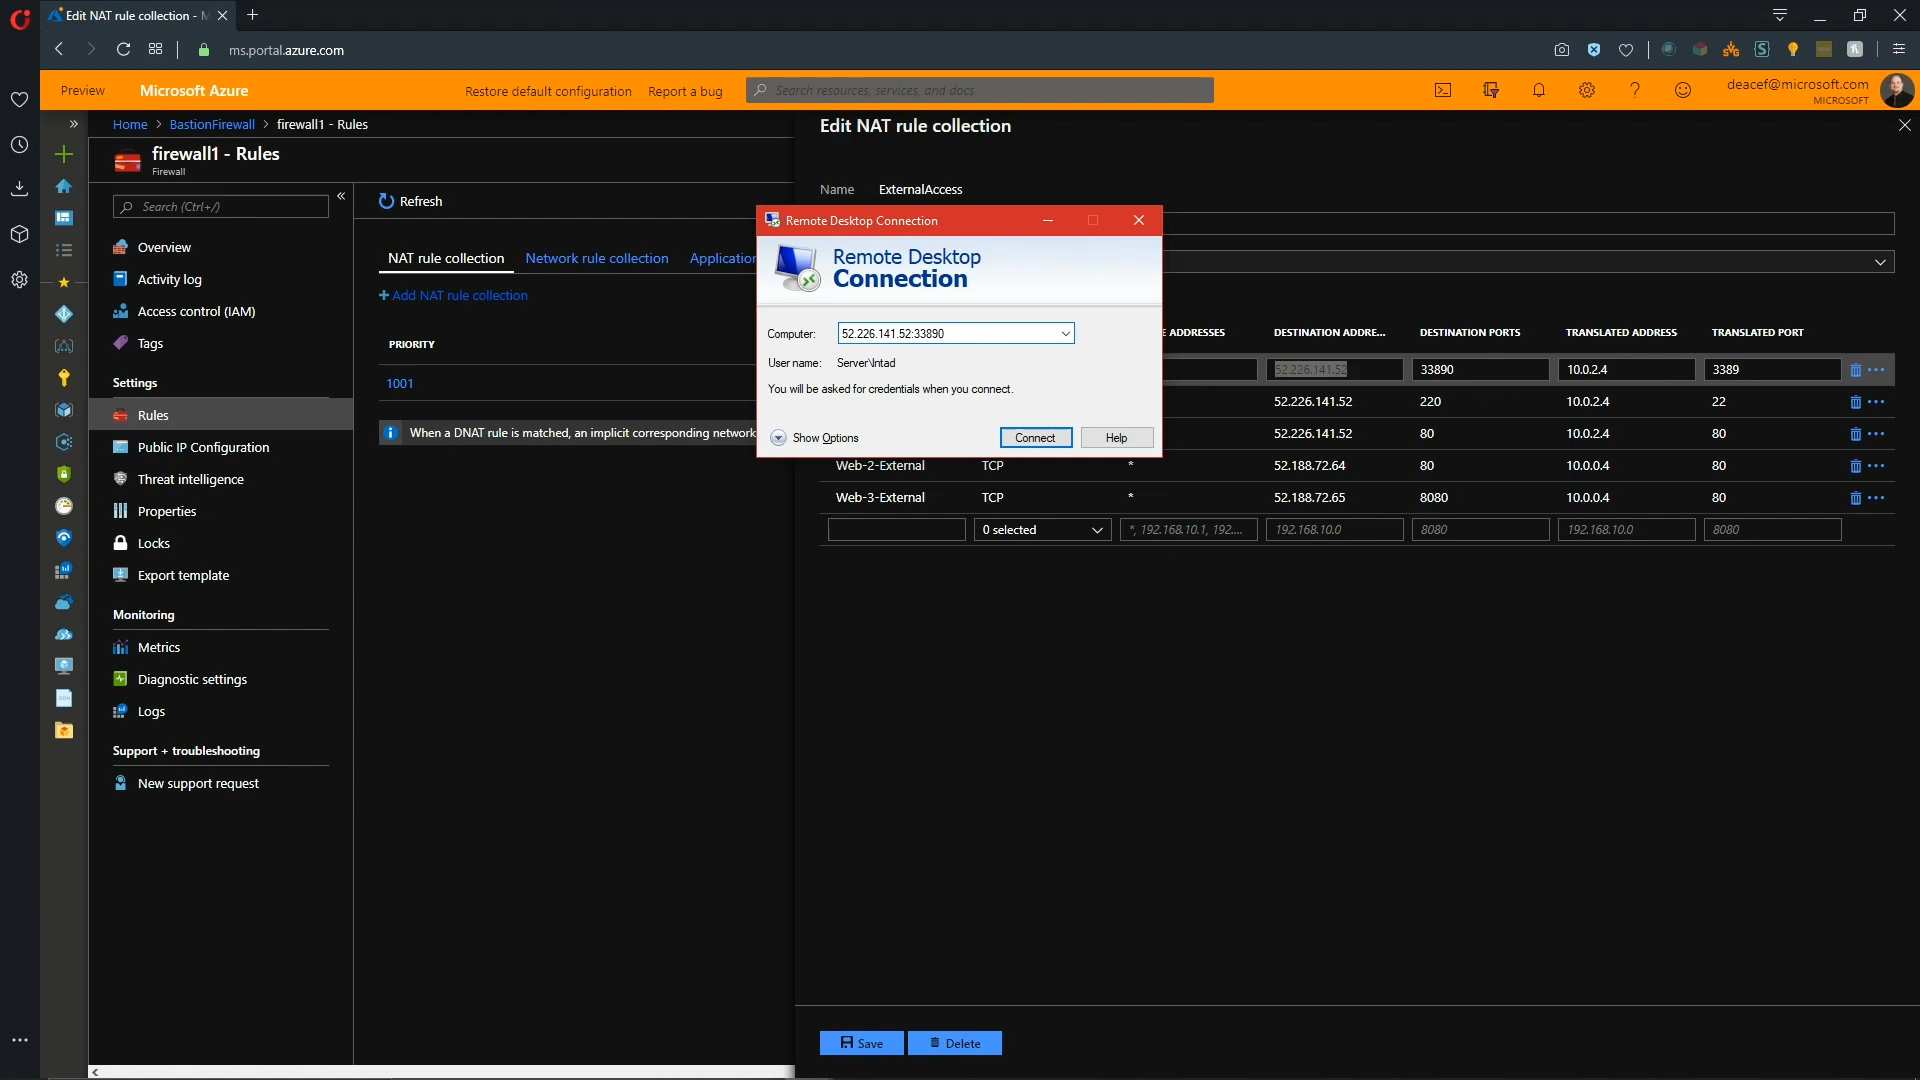 Edit NAT rule collection - M
ms.portal.azure.com
Preview
Microsoft Azure
Restore default configuration
Report a bug
Search resources, services, and docs
deacef@microsoft.com
MICROSOFT
Home > BastionFirewall > firewall1 - Rules
firewall1 - Rules
Firewall
Search (Ctrl+/)
Overview
Activity log
Access control (IAM)
Tags
Settings
Rules
Public IP Configuration
Threat intelligence
Properties
Locks
Export template
Monitoring
Metrics
Diagnostic settings
Logs
Support + troubleshooting
New support request
Refresh
NAT rule collection
Network rule collection
Application
Add NAT rule collection
PRIORITY
1001
When a DNAT rule is matched, an implicit corresponding network
Edit NAT rule collection
Name ExternalAccess
Remote Desktop Connection
Remote Desktop
Connection
Computer: 52.226.141.52:33890
User name: Server\lntad
You will be asked for credentials when you connect.
Show Options
Connect
Help
E ADDRESSES DESTINATION ADDRE... DESTINATION PORTS TRANSLATED ADDRESS TRANSLATED PORT
52.226.141.52 33890 10.0.2.4 3389
52.226.141.52 220 10.0.2.4 22
52.226.141.52 80 10.0.2.4 80
Web-2-External TCP * 52.188.72.64 80 10.0.0.4 80
Web-3-External TCP * 52.188.72.65 8080 10.0.0.4 80
0 selected *, 192.168.10.1, 192.... 192.168.10.0 8080 192.168.10.0 8080
Save
Delete